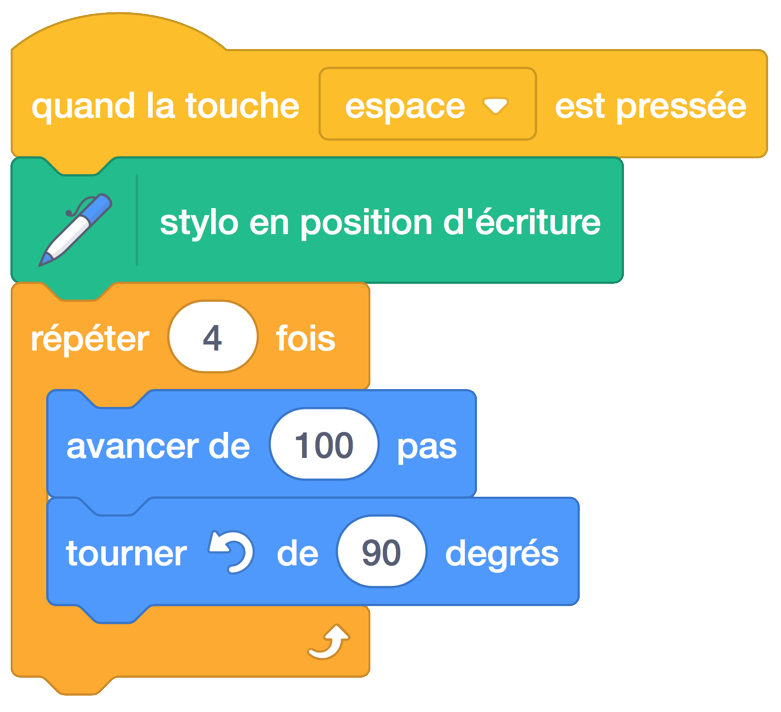 quand la touche espace est pressée
stylo en position d'écriture
répéter 4 fois
avancer de 100 pas
tourner de 90 degrés